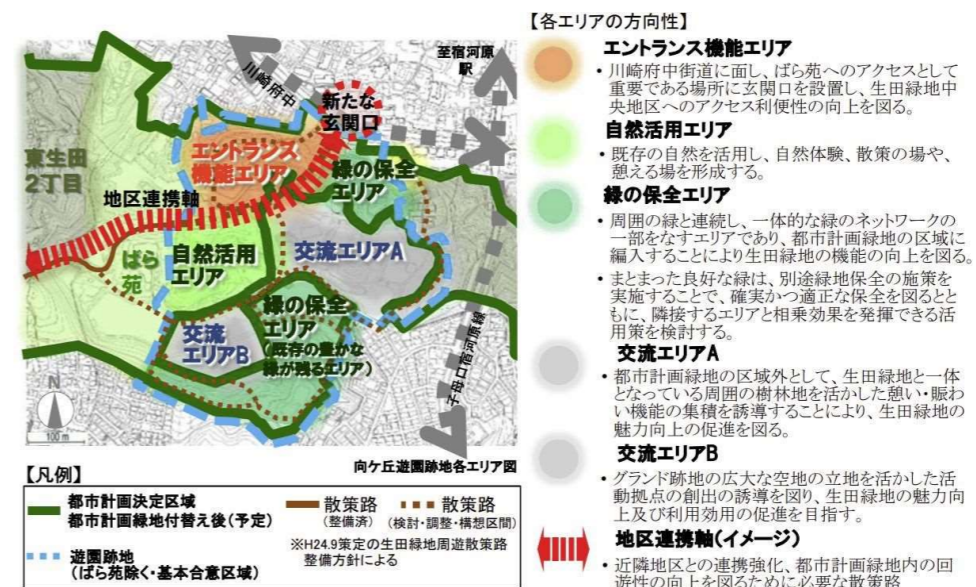 至宿河原
駅
川崎府中
新たな
玄関口
エントランス
機能エリア
緑の保全
エリア
東生田
2丁目
地区連携軸
ばら
苑
自然活用
エリア
交流エリアA
緑の保全
エリア
(既存の豊かな
緑が残るエリア)
交流
エリアB
子母口宿河原線
N
100 m
向ケ丘遊園跡地各エリア図
【凡例】
都市計画決定区域
都市計画緑地付替え後(予定)
散策路
(整備済)
散策路
(検討・調整・構想区間)
※H24.9策定の生田緑地周遊散策路
整備方針による
遊園跡地
(ばら苑除く・基本合意区域)
【各エリアの方向性】
エントランス機能エリア
・川崎府中街道に面し、ばら苑へのアクセスとして
重要である場所に玄関口を設置し、生田緑地中
央地区へのアクセス利便性の向上を図る。
自然活用エリア
・既存の自然を活用し、自然体験、散策の場や、
憩える場を形成する。
緑の保全エリア
・周囲の緑と連続し、一体的な緑のネットワークの
一部をなすエリアであり、都市計画緑地の区域に
編入することにより生田緑地の機能の向上を図る。
・まとまった良好な緑は、別途緑地保全の施策を
実施することで、確実かつ適正な保全を図るとと
もに、隣接するエリアと相乗効果を発揮できる活
用策を検討する。
交流エリアA
・都市計画緑地の区域外として、生田緑地と一体
となっている周囲の樹林地を活かした憩い・賑わ
い機能の集積を誘導することにより、生田緑地の
魅力向上の促進を図る。
交流エリアB
・グランド跡地の広大な空地の立地を活かした活
動拠点の創出の誘導を図り、生田緑地の魅力向
上及び利用効用の促進を目指す。
地区連携軸(イメージ)
・近隣地区との連携強化、都市計画緑地内の回
遊性の向上を図るために必要な散策路